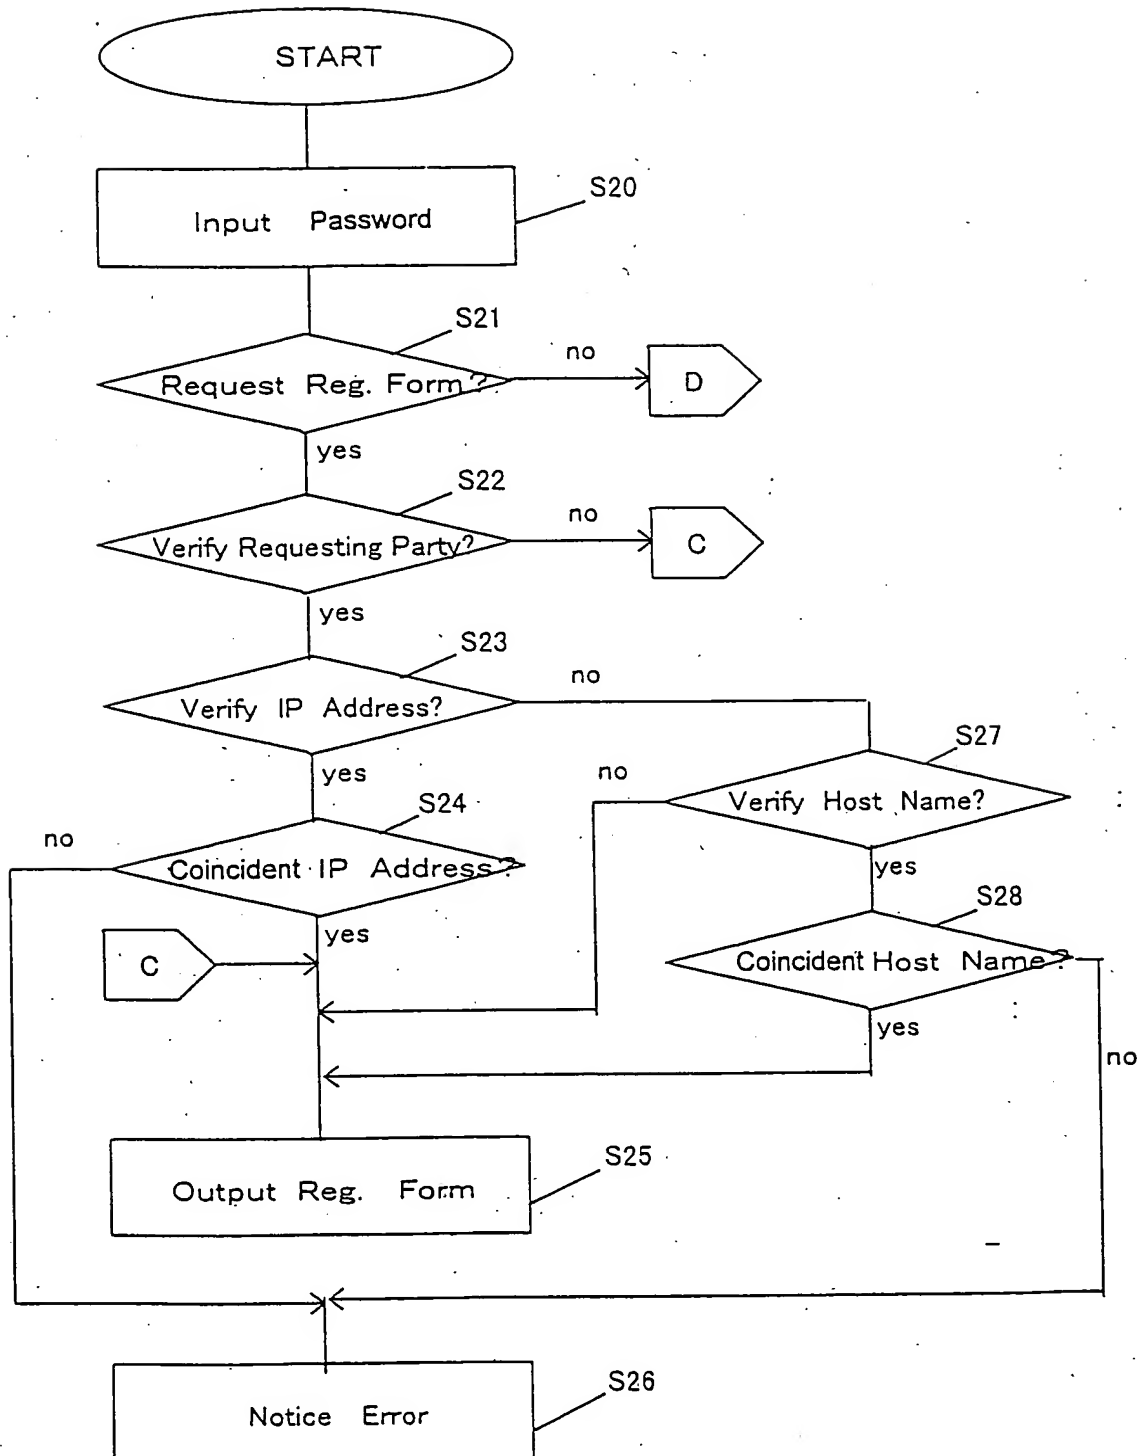 START
S20
Input Password
S21
Request Reg. Form?
no
D
yes
S22
Verify Requesting Party?
no
C
yes
S23
Verify IP Address?
no
yes
S27
Verify Host Name?
no
yes
S24
Coincident IP Address?
no
yes
C
S28
Coincident Host Name?
yes
no
Output Reg. Form
S25
Notice Error
S26